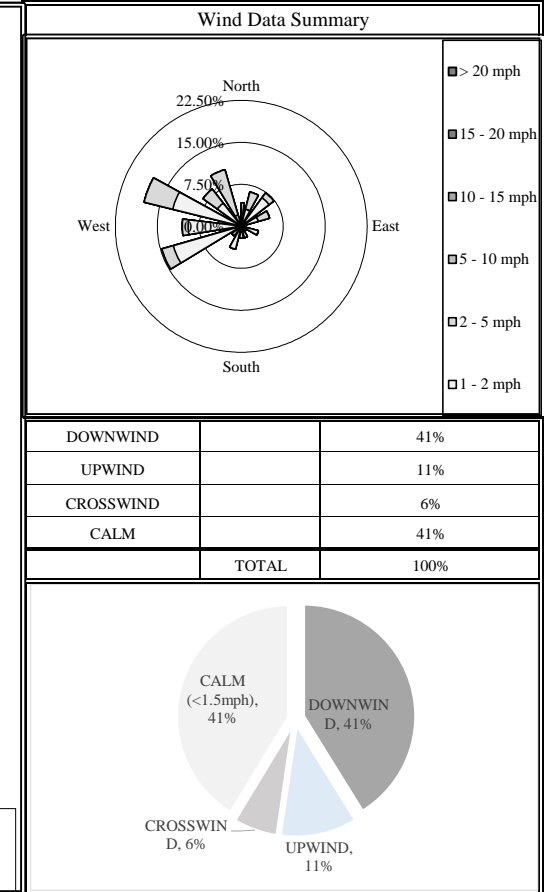 Wind Data Summary
North
22.50%
15.00%
7.50%
0.00%
West
East
South
> 20 mph
15 - 20 mph
10 - 15 mph
5 - 10 mph
2 - 5 mph
1 - 2 mph
DOWNWIND 41%
UPWIND 11%
CROSSWIND 6%
CALM 41%
TOTAL 100%
CALM
(<1.5mph),
41%
DOWNWIN
D, 41%
CROSSWIN
D, 6%
UPWIND,
11%